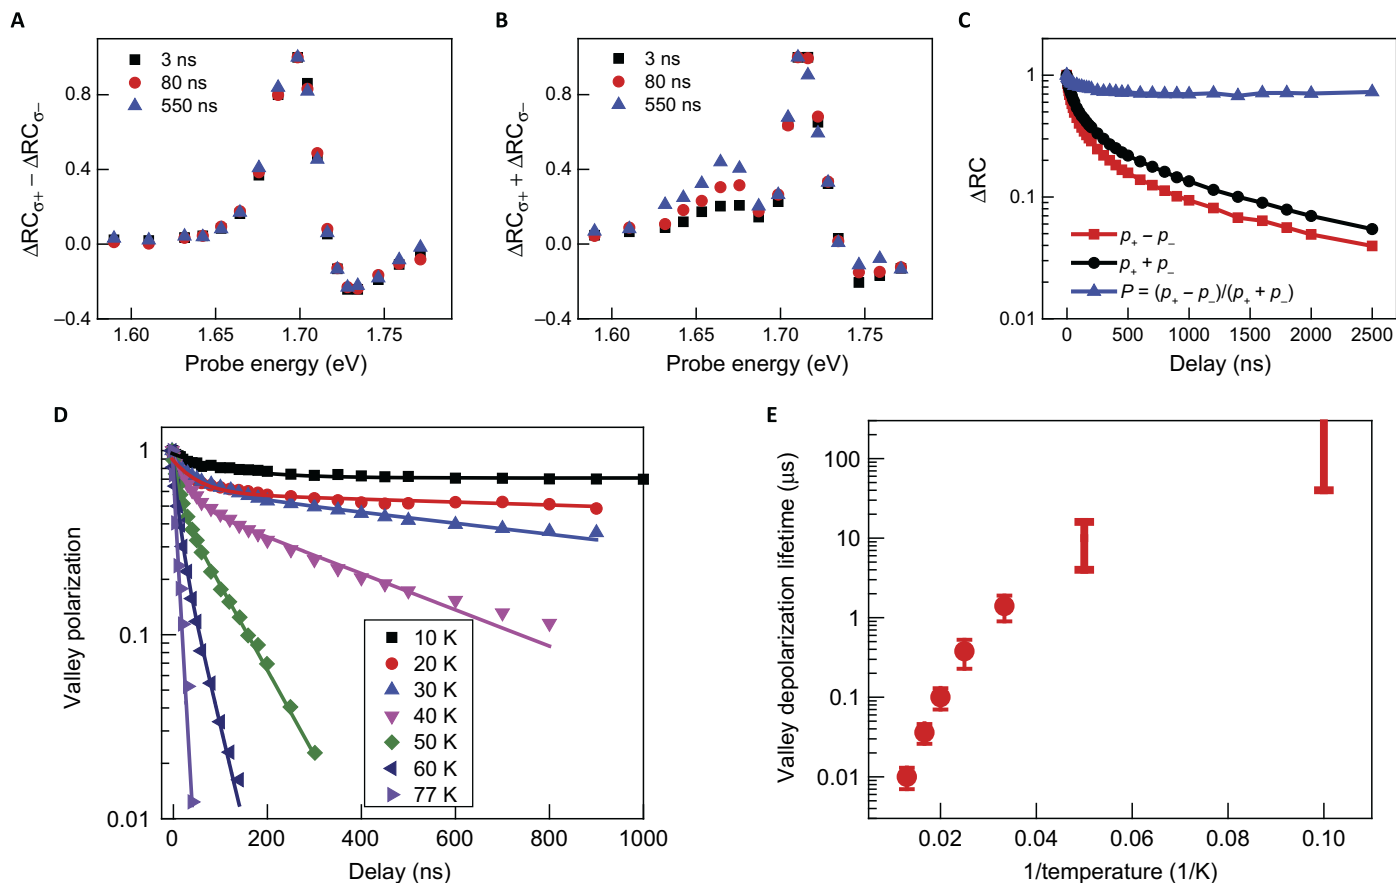 A
ΔRCσ+ − ΔRCσ−
3 ns
80 ns
550 ns
0.8
0.4
0.0
−0.4
1.60
1.65
1.70
1.75
Probe energy (eV)
B
ΔRCσ+ + ΔRCσ−
3 ns
80 ns
550 ns
0.8
0.4
0.0
−0.4
1.60
1.65
1.70
1.75
Probe energy (eV)
C
ΔRC
1
0.1
0.01
p+ − p−
p+ + p−
P = (p+ − p−)/(p+ + p−)
0
500
1000
1500
2000
2500
Delay (ns)
D
Valley polarization
1
0.1
0.01
10 K
20 K
30 K
40 K
50 K
60 K
77 K
0
200
400
600
800
1000
Delay (ns)
E
Valley depolarization lifetime (μs)
100
10
1
0.1
0.01
0.02
0.04
0.06
0.08
0.10
1/temperature (1/K)